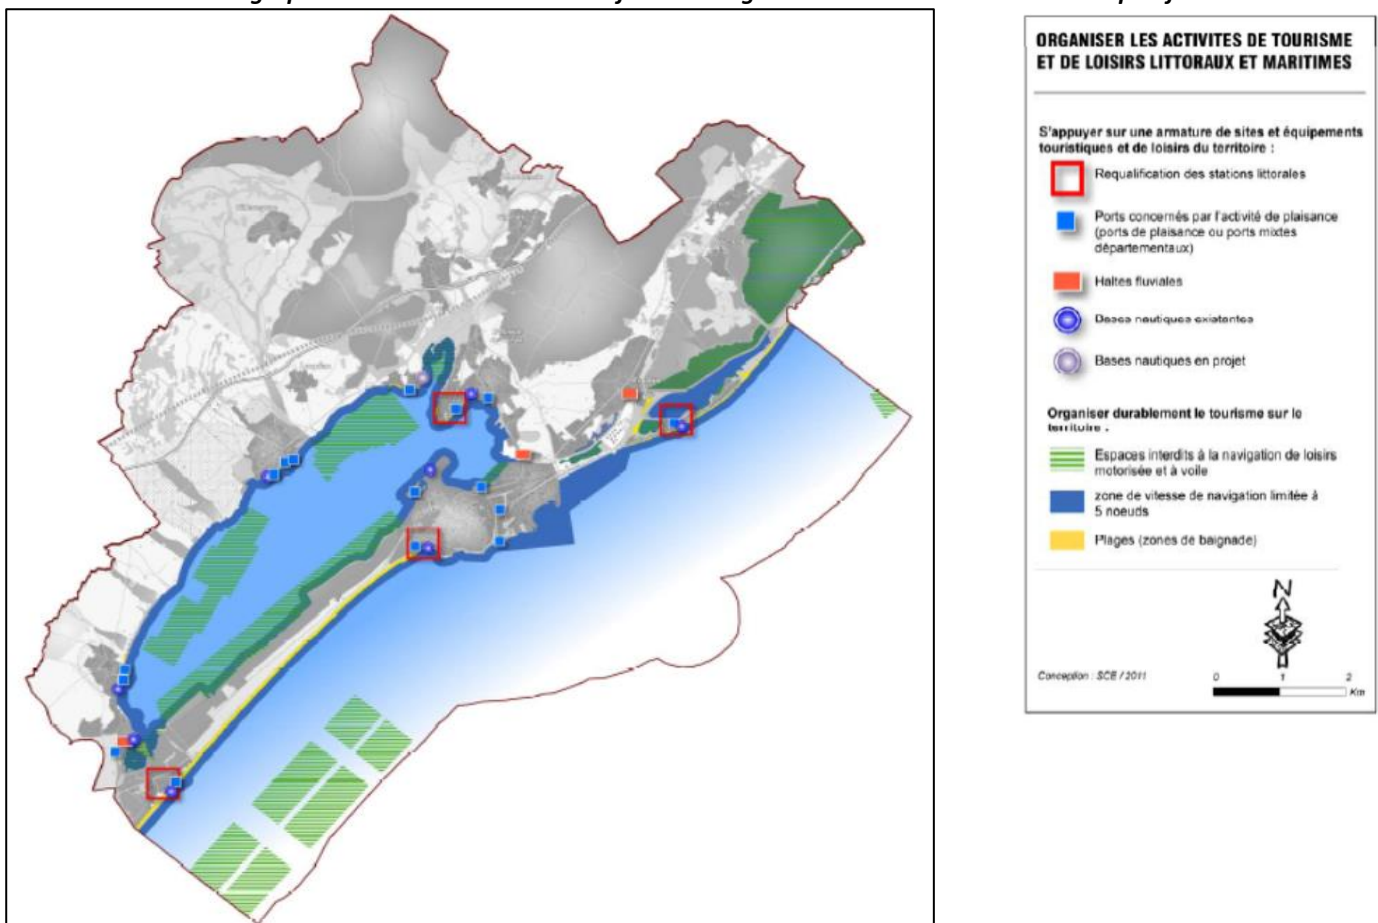 ORGANISER LES ACTIVITES DE TOURISME
ET DE LOISIRS LITTORAUX ET MARITIMES
S'appuyer sur une armature de sites et équipements
touristiques et de loisirs du territoire :
Requalification des stations littorales
Ports concernés par l'activité de plaisance
(ports de plaisance ou ports mixtes
départementaux)
Haltes fluviales
nautiques existantes
Bases nautiques en projet
Organiser durablement le tourisme sur le
territoire :
Espaces interdits à la navigation de loisirs
motorisée et à voile
zone de vitesse de navigation limitée à
5 noeuds
Plages (zones de baignade)
N
Conception : SCE / 2011
0 1 2
Km